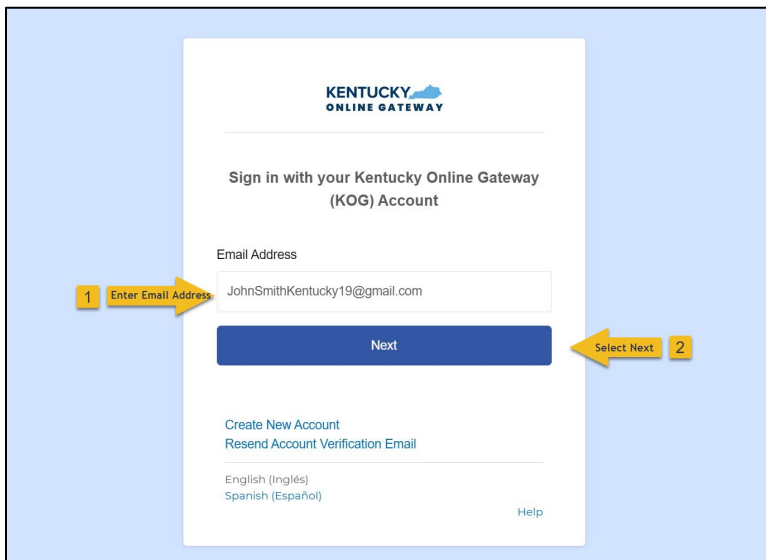 KENTUCKY
ONLINE GATEWAY
Sign in with your Kentucky Online Gateway
(KOG) Account
Email Address
1 Enter Email Address
JohnSmithKentucky19@gmail.com
Next
Select Next 2
Create New Account
Resend Account Verification Email
English (Inglés)
Spanish (Español)
Help